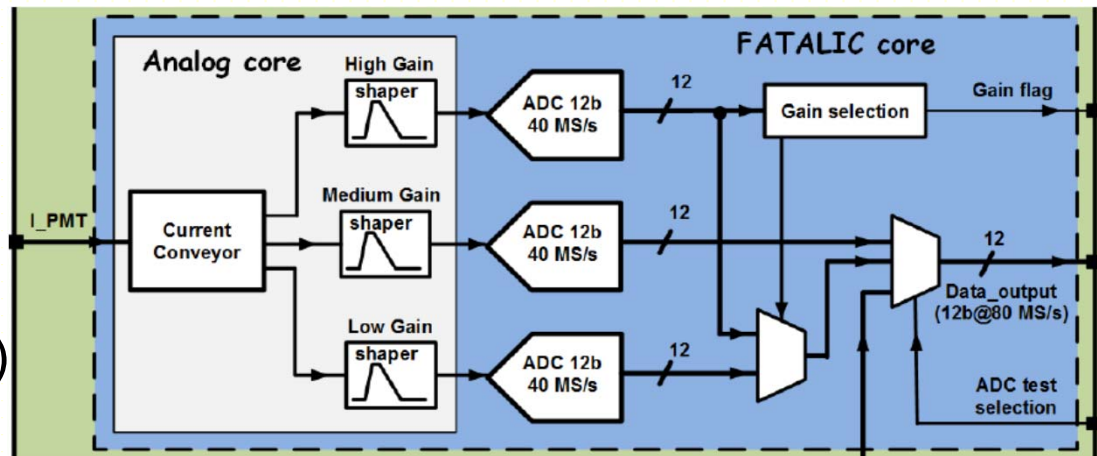 Analog core
FATALIC core
High Gain
shaper
ADC 12b
40 MS/s
12
Gain selection
Gain flag
I_PMT
Current
Conveyor
Medium Gain
shaper
ADC 12b
40 MS/s
12
12
Data_output
(12b@80 MS/s)
Low Gain
shaper
ADC 12b
40 MS/s
12
ADC test
selection
)